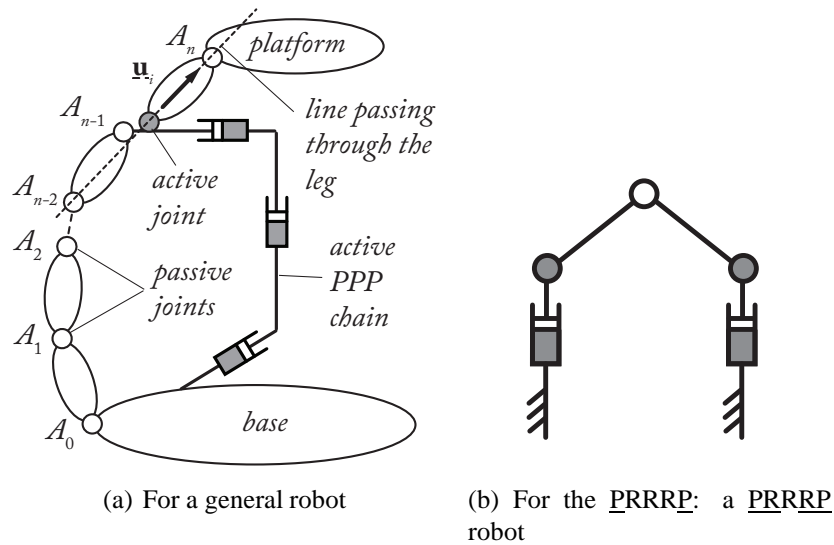 A_n
platform
u_i
A_{n-1}
line passing
through the
leg
active
joint
A_{n-2}
A_2
passive
joints
active
PPP
chain
A_1
A_0
base
(a) For a general robot
(b) For the PRRRP: a PRRRP
robot